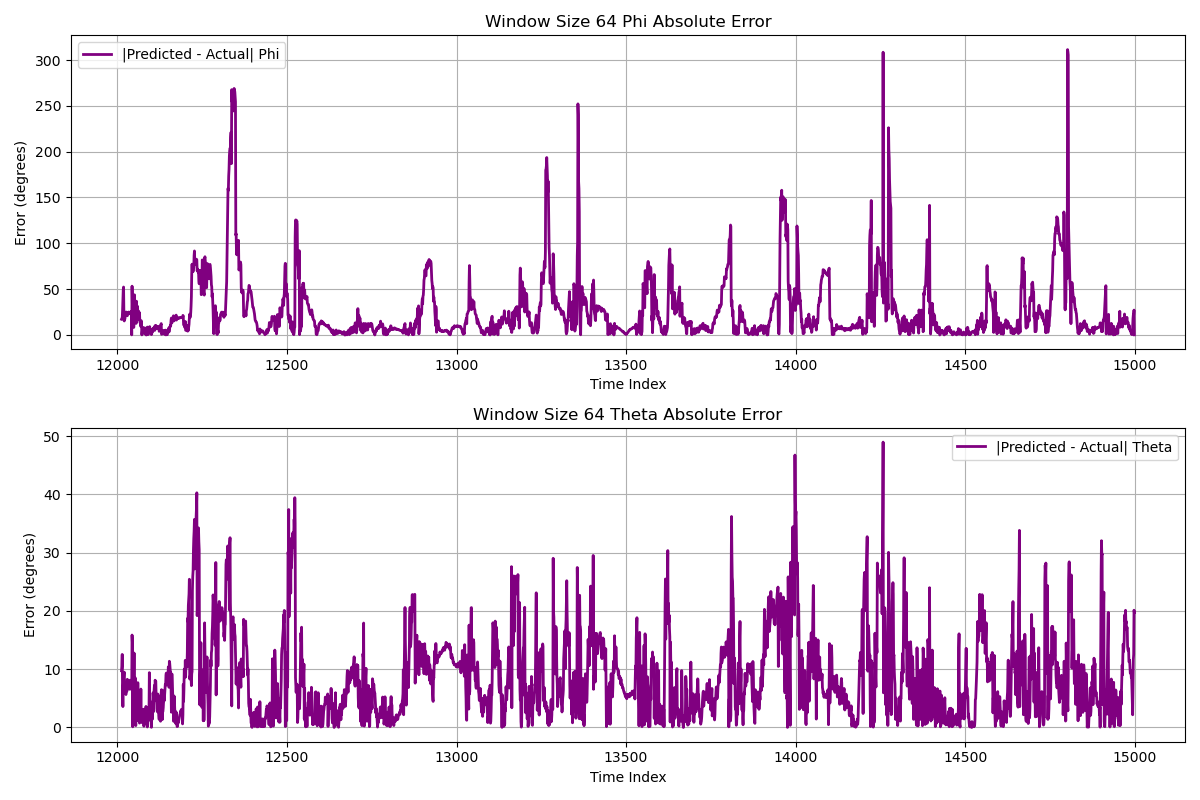 Window Size 64 Phi Absolute Error
|Predicted - Actual| Phi
Error (degrees)
300
250
200
150
100
50
0
12000 12500 13000 13500 14000 14500 15000
Time Index
Window Size 64 Theta Absolute Error
|Predicted - Actual| Theta
Error (degrees)
50
40
30
20
10
0
12000 12500 13000 13500 14000 14500 15000
Time Index